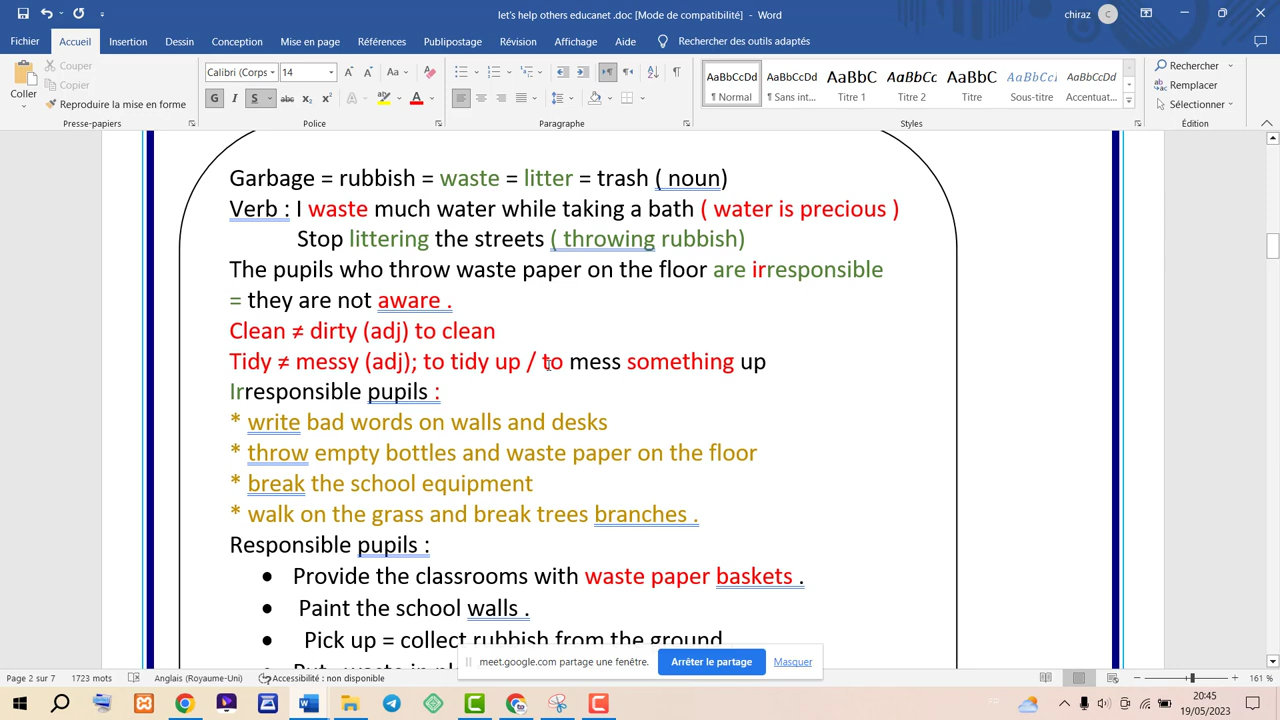 let's help others educanet .doc [Mode de compatibilité] - Word
chiraz C
Fichier Accueil Insertion Dessin Conception Mise en page Références Publipostage Révision Affichage Aide Rechercher des outils adaptés
Coller
Couper
Copier
Reproduire la mise en forme
Calibri (Corps 14
G I S abc x₂ x² A A
AaBbCcDd AaBbCcDd AaBbC AaBbCc AaBbC AaBbCcI AaBbCcDd
¶ Normal ¶ Sans int... Titre 1 Titre 2 Titre Sous-titre Accentuat...
Rechercher
Remplacer
Sélectionner
Presse-papiers Police Paragraphe Styles Édition
Garbage = rubbish = waste = litter = trash ( noun)
Verb : I waste much water while taking a bath ( water is precious )
Stop littering the streets ( throwing rubbish)
The pupils who throw waste paper on the floor are irresponsible
= they are not aware .
Clean ≠ dirty (adj) to clean
Tidy ≠ messy (adj); to tidy up / to mess something up
Irresponsible pupils :
* write bad words on walls and desks
* throw empty bottles and waste paper on the floor
* break the school equipment
* walk on the grass and break trees branches .
Responsible pupils :
• Provide the classrooms with waste paper baskets .
• Paint the school walls .
• Pick up = collect rubbish from the ground
meet.google.com partage une fenêtre. Arrêter le partage Masquer
Page 2 sur 7 1723 mots Anglais (Royaume-Uni) Accessibilité : non disponible 161 %
20:45
19/05/2023